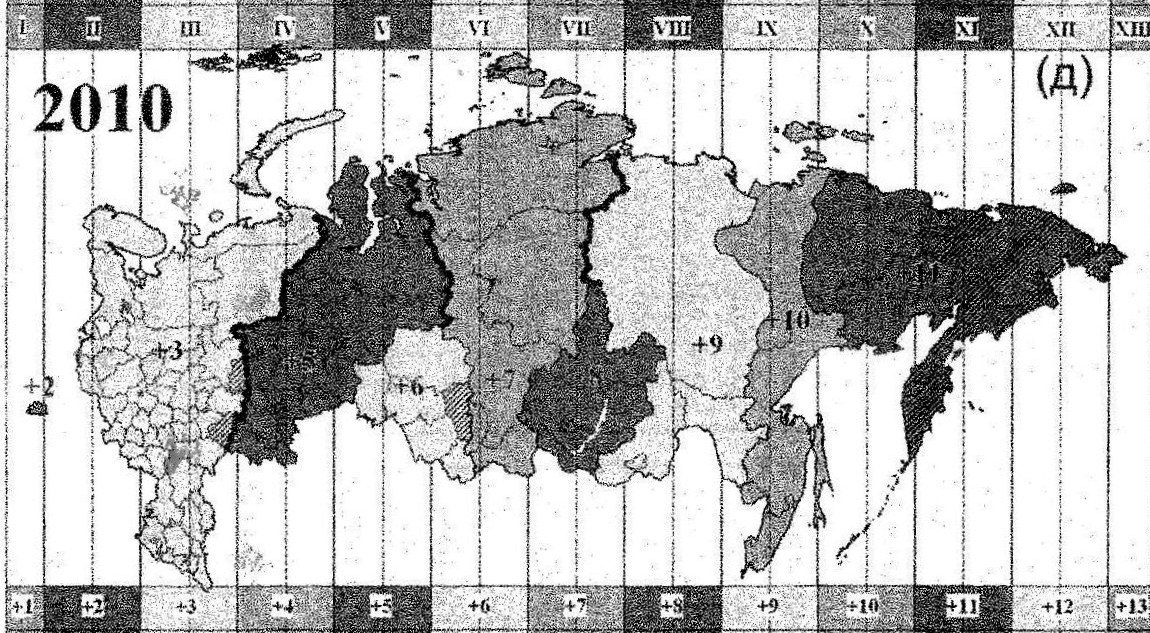 I II III IV V VI VII VIII IX X XI XII XIII
(д)
2010
+11
+10
+3
+9
+2
+6
+7
+1 +2 +3 +4 +5 +6 +7 +8 +9 +10 +11 +12 +13